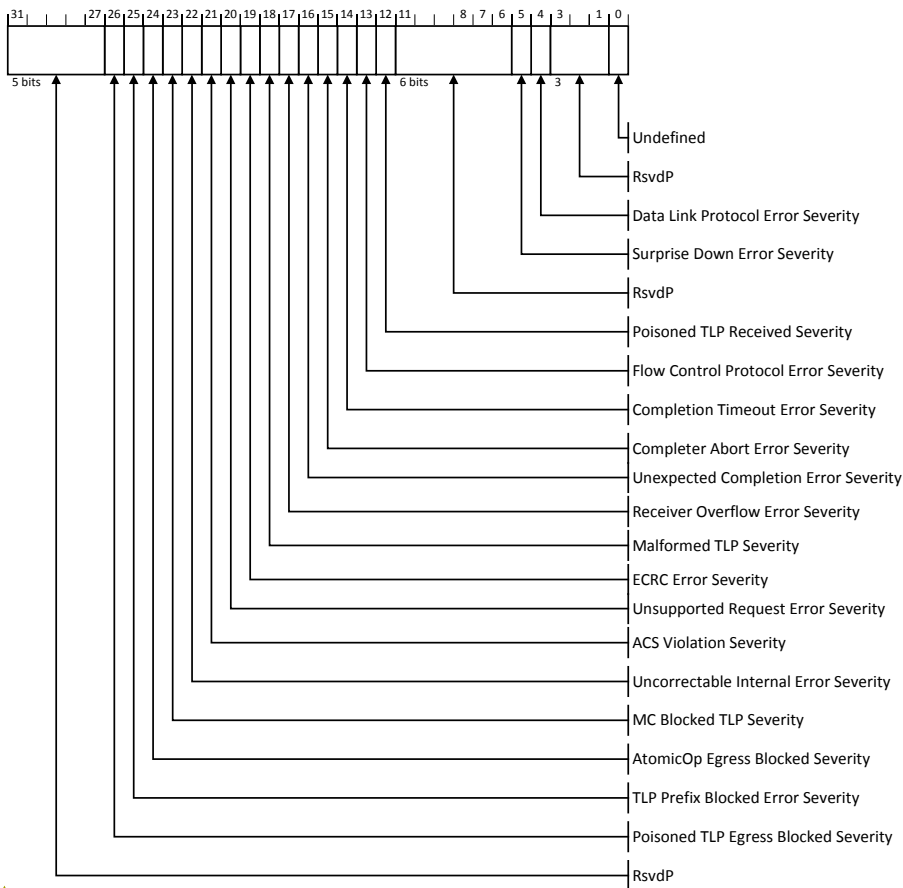 31 27 26 25 24 23 22 21 20 19 18 17 16 15 14 13 12 11 8 7 6 5 4 3 1 0
5 bits 6 bits 3
Undefined
RsvdP
Data Link Protocol Error Severity
Surprise Down Error Severity
RsvdP
Poisoned TLP Received Severity
Flow Control Protocol Error Severity
Completion Timeout Error Severity
Completer Abort Error Severity
Unexpected Completion Error Severity
Receiver Overflow Error Severity
Malformed TLP Severity
ECRC Error Severity
Unsupported Request Error Severity
ACS Violation Severity
Uncorrectable Internal Error Severity
MC Blocked TLP Severity
AtomicOp Egress Blocked Severity
TLP Prefix Blocked Error Severity
Poisoned TLP Egress Blocked Severity
RsvdP